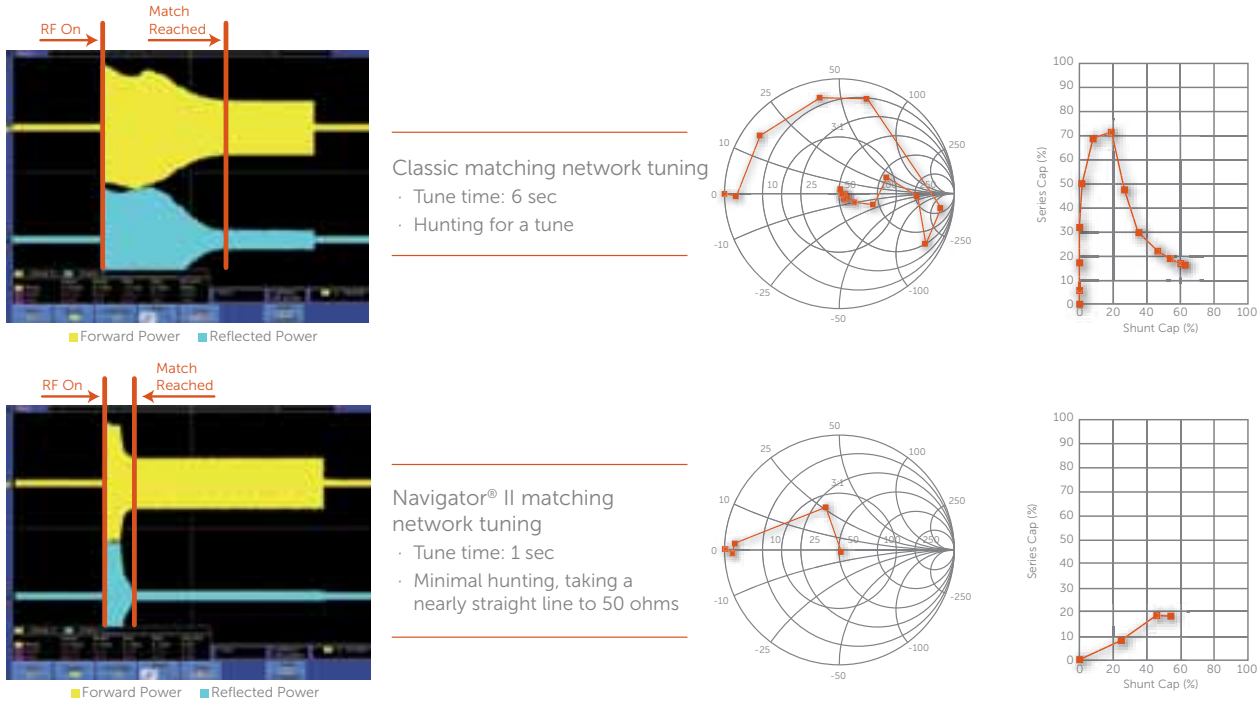 RF On
Match
Reached
Forward Power
Reflected Power
Classic matching network tuning
· Tune time: 6 sec
· Hunting for a tune
50
25
100
10
3:1
250
0
10
25
50
100
250
-10
-250
-25
-100
-50
100
90
80
70
60
50
40
30
20
10
0
Series Cap (%)
0 20 40 60 80 100
Shunt Cap (%)
RF On
Match
Reached
Forward Power
Reflected Power
Navigator® II matching
network tuning
· Tune time: 1 sec
· Minimal hunting, taking a
nearly straight line to 50 ohms
50
25
100
10
3:1
250
0
10
25
50
100
250
-10
-250
-25
-100
-50
100
90
80
70
60
50
40
30
20
10
0
Series Cap (%)
0 20 40 60 80 100
Shunt Cap (%)